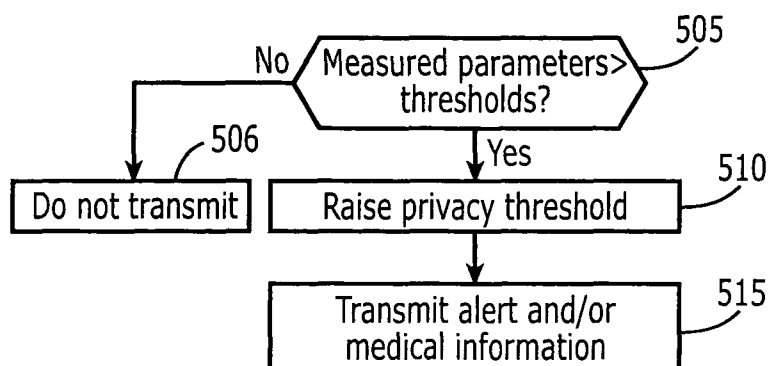 505
No
Measured parameters>
thresholds?
506
Yes
510
Do not transmit
Raise privacy threshold
515
Transmit alert and/or
medical information